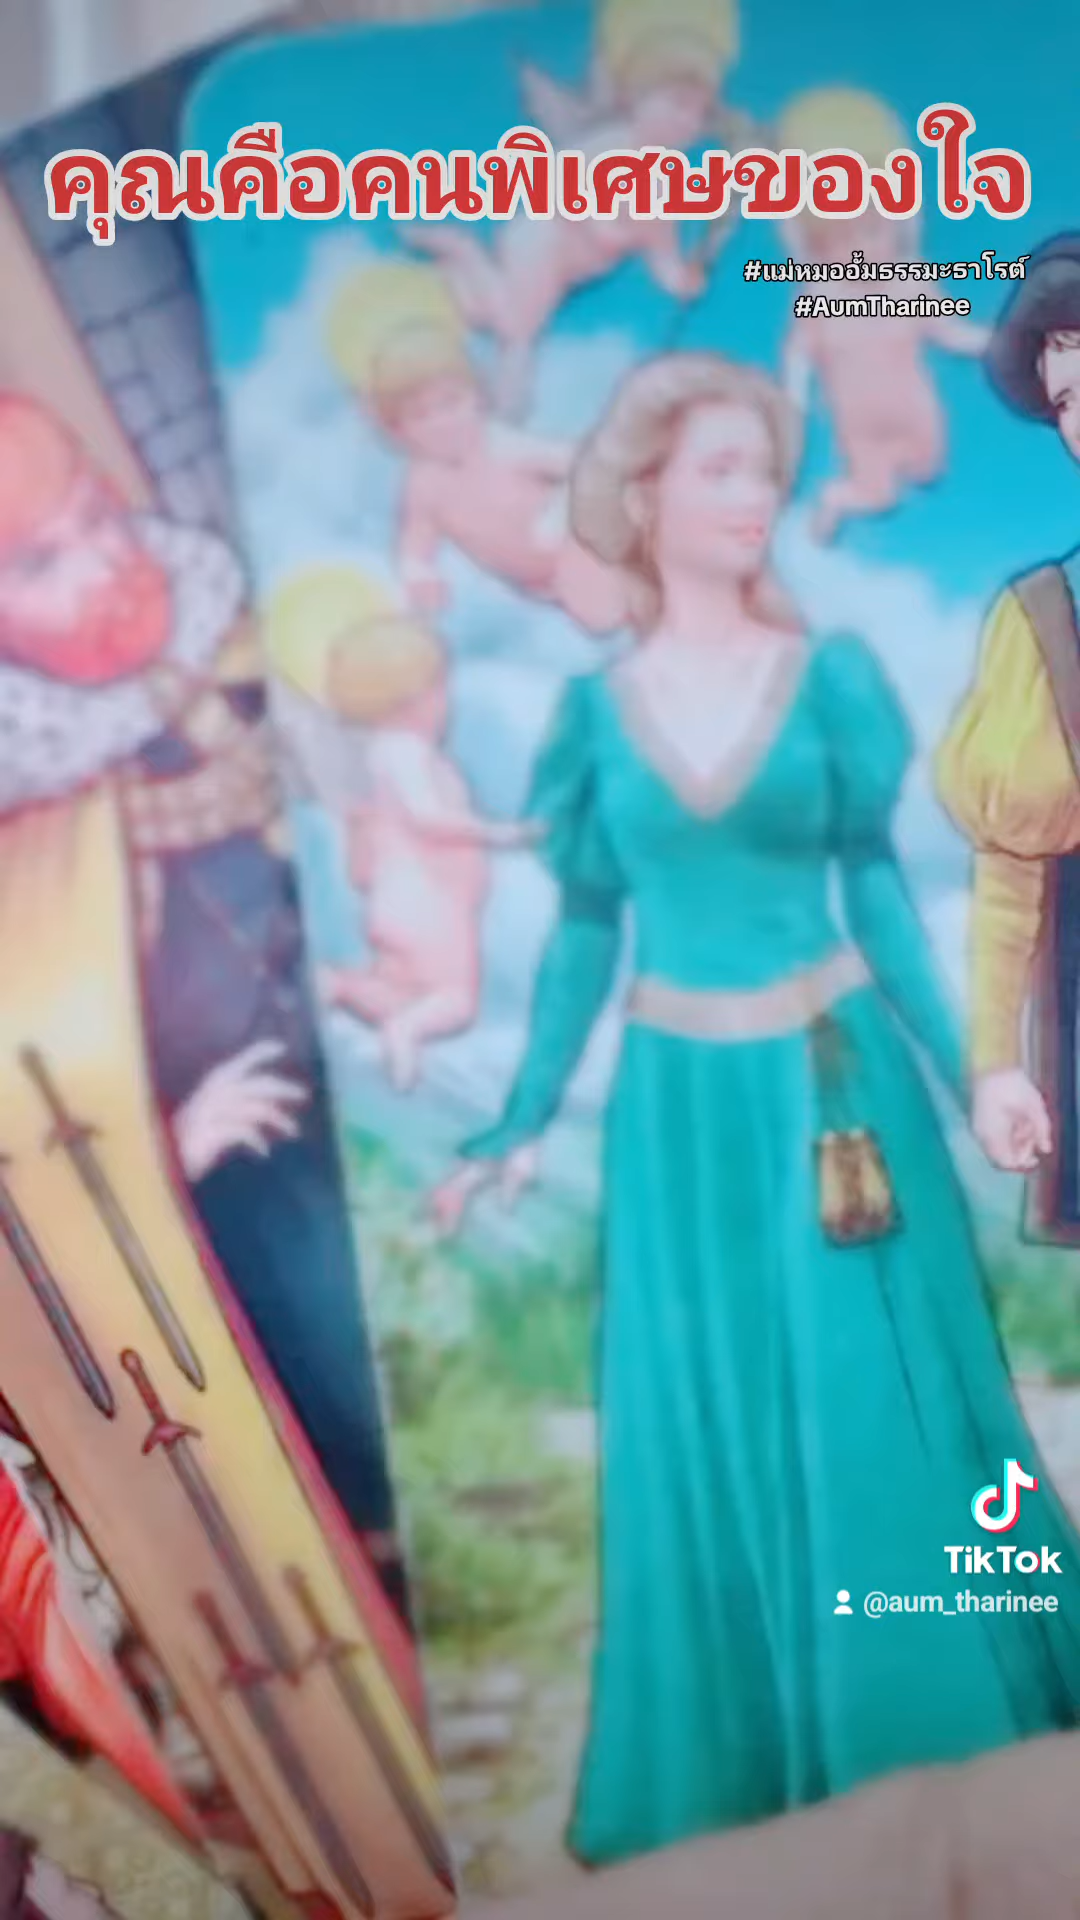 คุณคือคนพิเศษของใจ
#แม่หมออั้มธรรมะธาโรต์
#AumTharinee
TikTok
@aum_tharinee